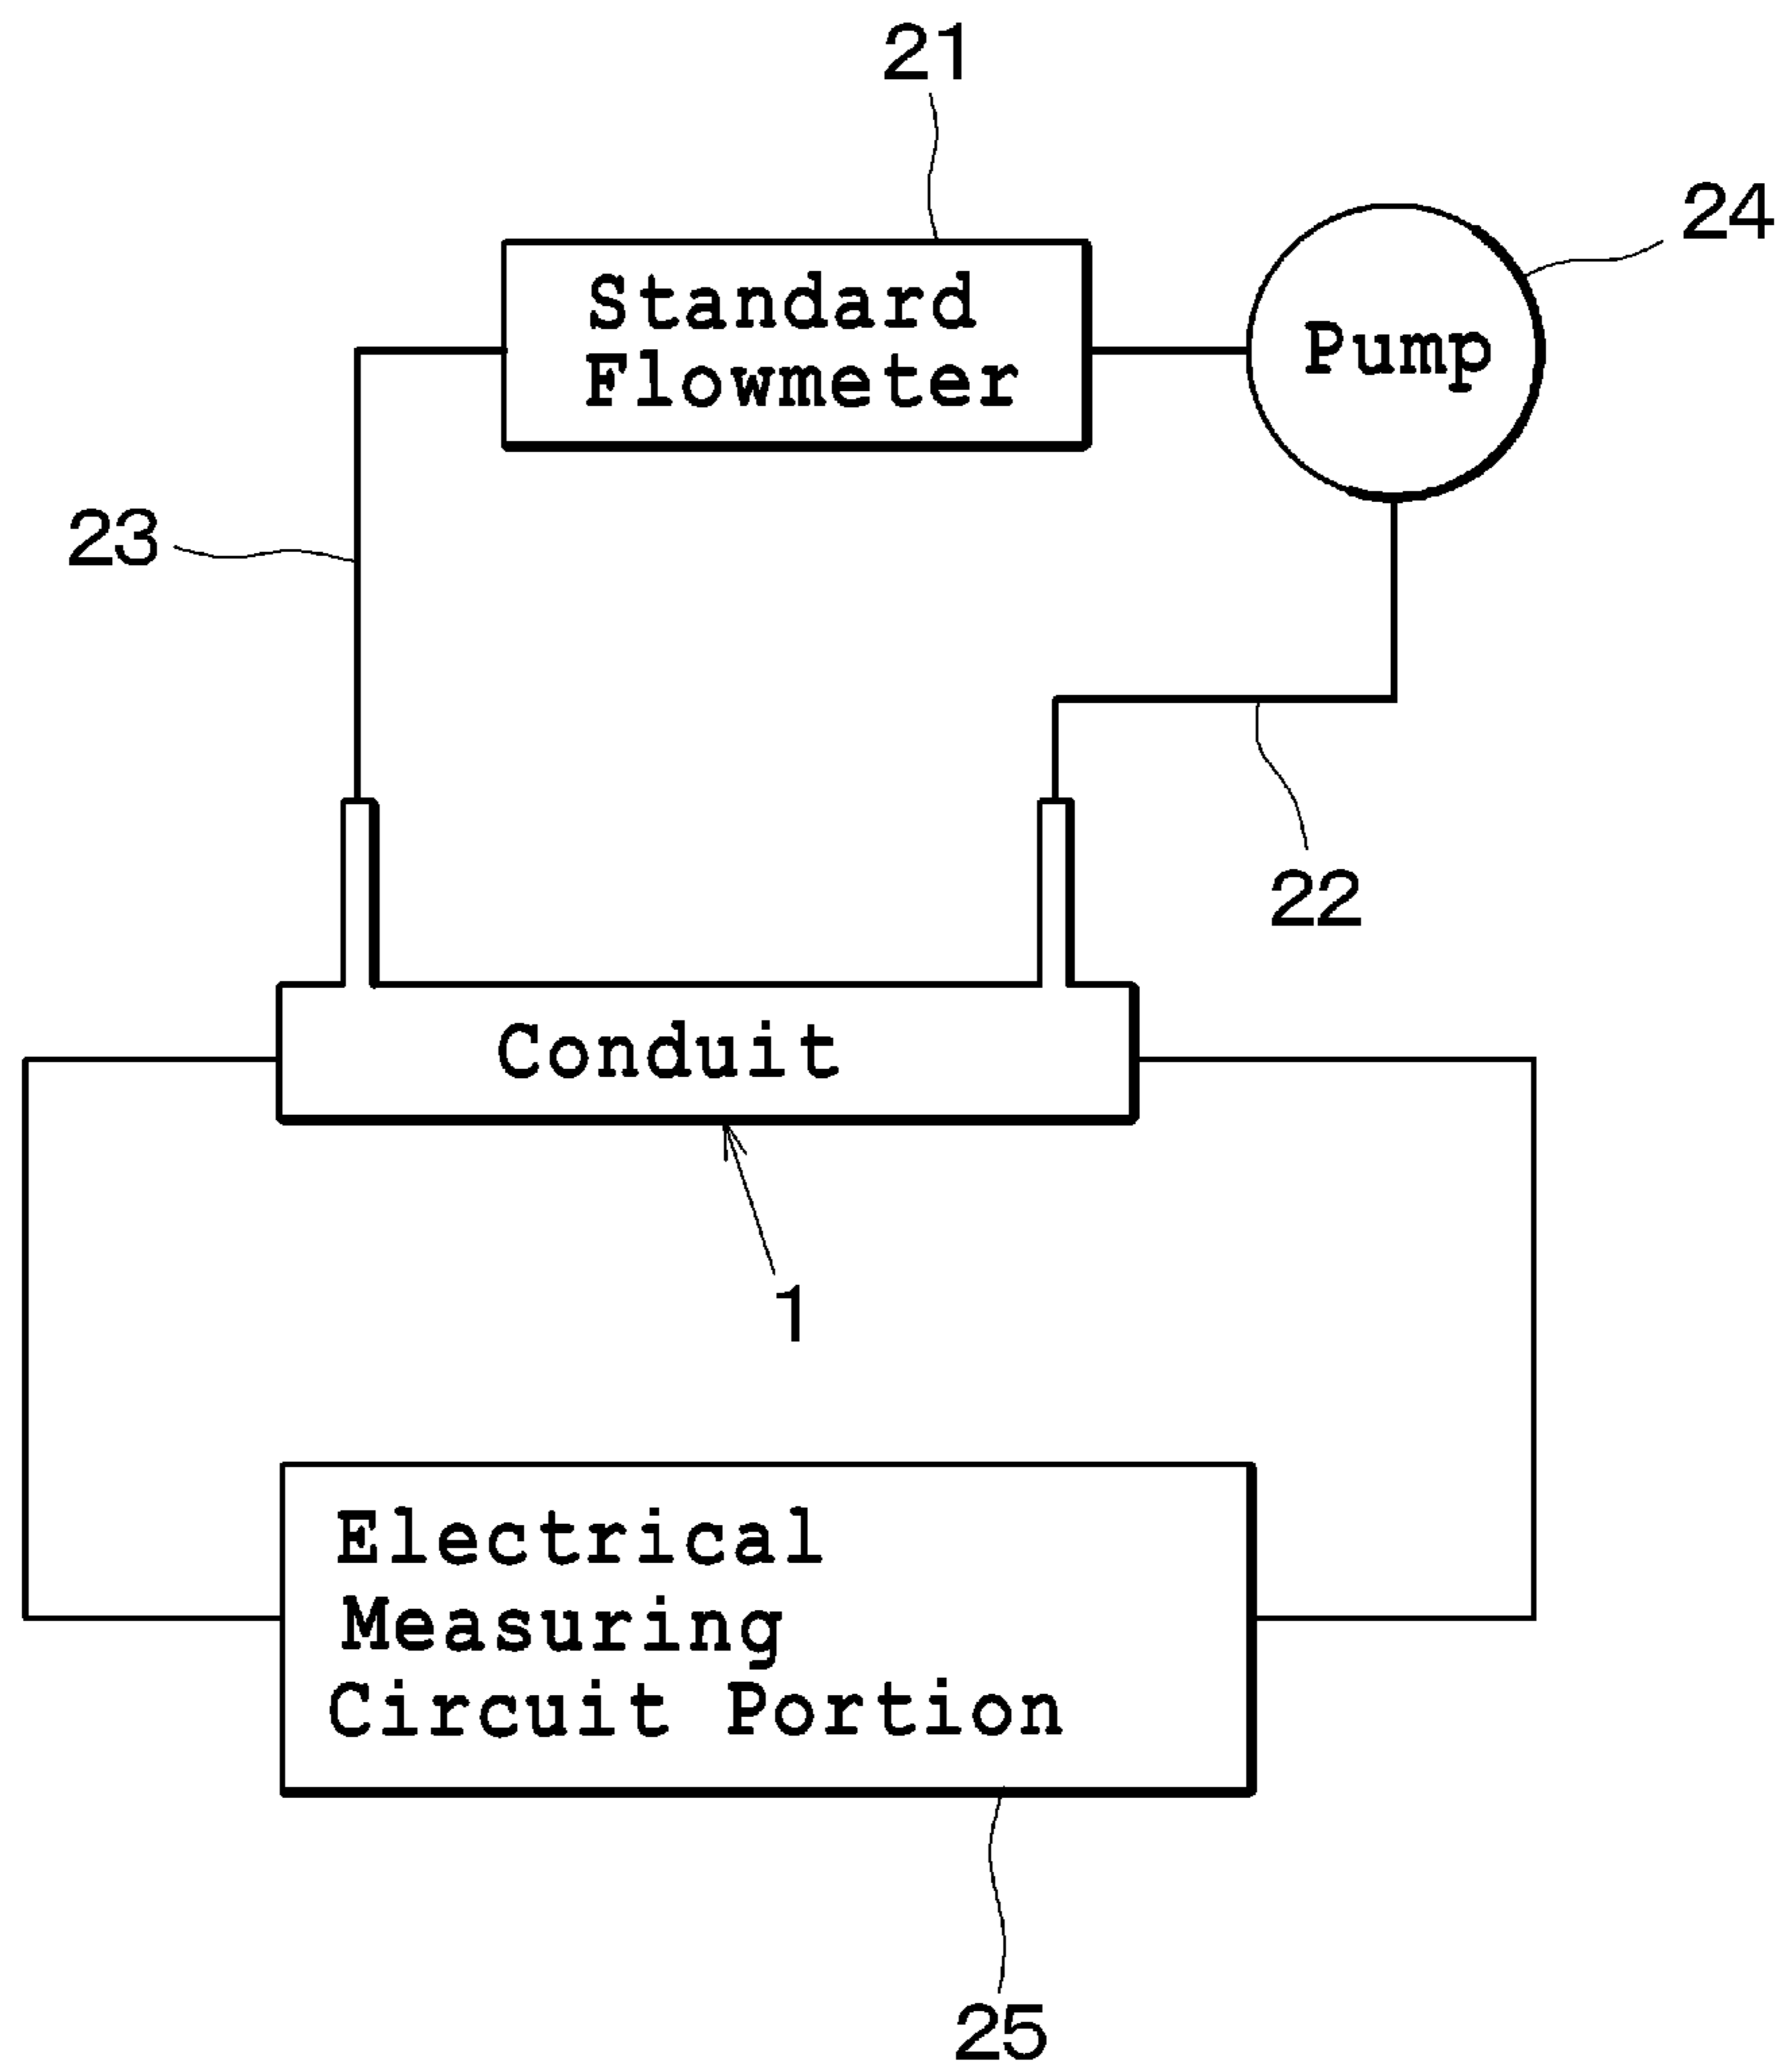 21
24
Standard
Flowmeter
Pump
23
22
Conduit
1
Electrical
Measuring
Circuit Portion
25